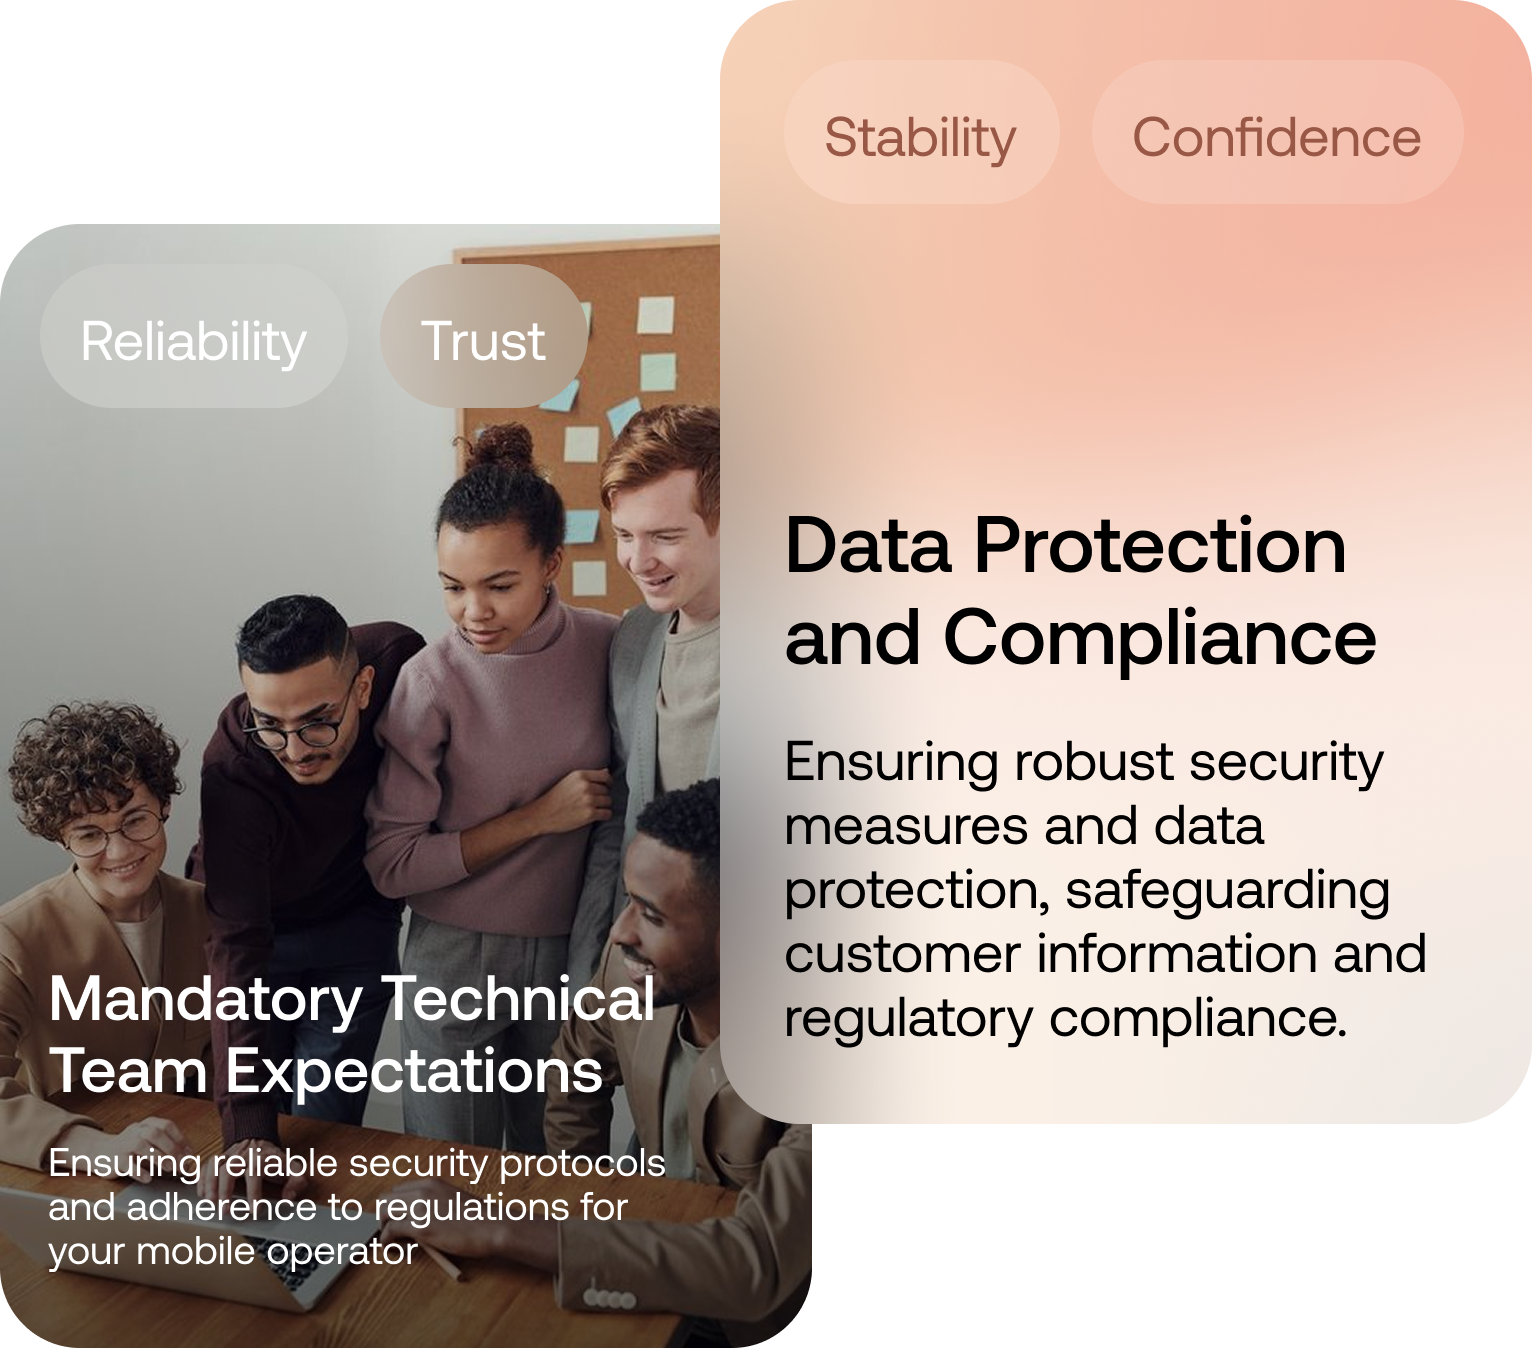 Stability
Confidence
Reliability
Trust
Data Protection
and Compliance
Ensuring robust security
measures and data
protection, safeguarding
customer information and
regulatory compliance.
Mandatory Technical
Team Expectations
Ensuring reliable security protocols
and adherence to regulations for
your mobile operator